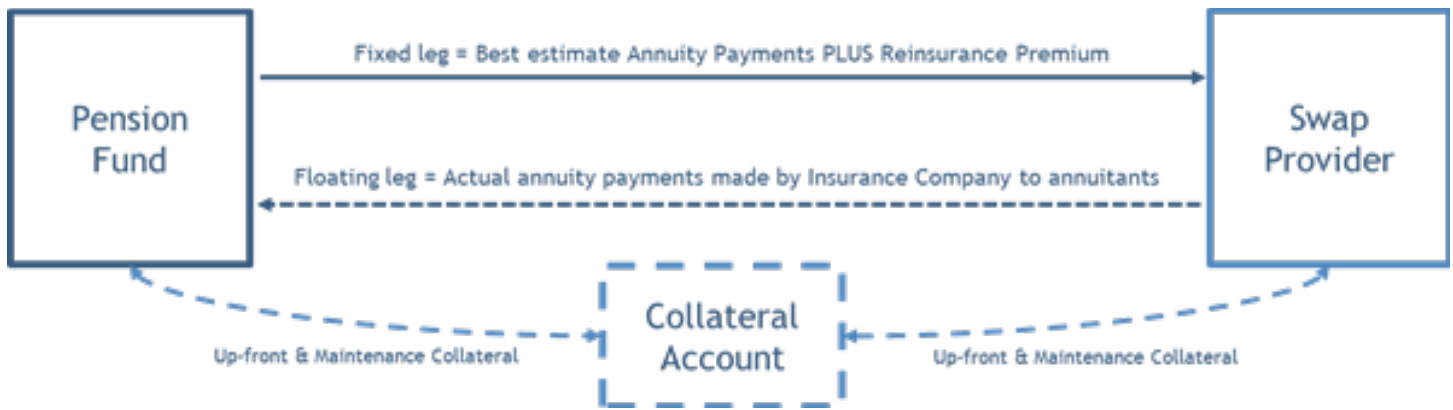 Fixed leg = Best estimate Annuity Payments PLUS Reinsurance Premium
Pension
Fund
Swap
Provider
Floating leg = Actual annuity payments made by Insurance Company to annuitants
Collateral
Account
Up-front & Maintenance Collateral
Up-front & Maintenance Collateral